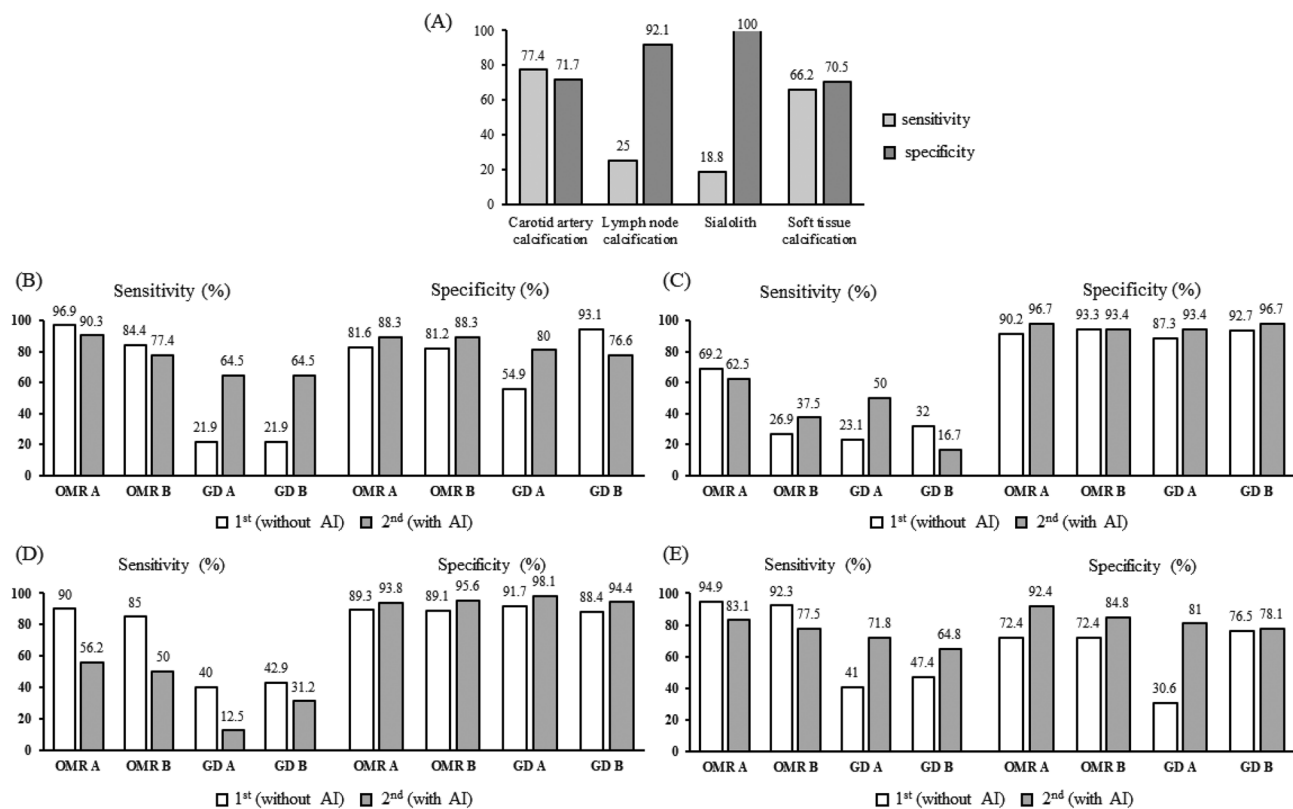 (A)
100
80
60
40
20
0
77.4
71.7
25
92.1
18.8
100
66.2
70.5
Carotid artery
calcification
Lymph node
calcification
Sialolith
Soft tissue
calcification
sensitivity
specificity
(B)
Sensitivity (%)
Specificity (%)
100
80
60
40
20
0
96.9 90.3 84.4 77.4 21.9 64.5 21.9 64.5 81.6 88.3 81.2 88.3 54.9 80 93.1 76.6
OMR A OMR B GD A GD B OMR A OMR B GD A GD B
1st (without AI) 2nd (with AI)
(C)
Sensitivity (%)
Specificity (%)
100
80
60
40
20
0
69.2 62.5 26.9 37.5 23.1 50 32 16.7 90.2 96.7 93.3 93.4 87.3 93.4 92.7 96.7
OMR A OMR B GD A GD B OMR A OMR B GD A GD B
1st (without AI) 2nd (with AI)
(D)
Sensitivity (%)
Specificity (%)
100
80
60
40
20
0
90 56.2 85 50 40 12.5 42.9 31.2 89.3 93.8 89.1 95.6 91.7 98.1 88.4 94.4
OMR A OMR B GD A GD B OMR A OMR B GD A GD B
1st (without AI) 2nd (with AI)
(E)
Sensitivity (%)
Specificity (%)
100
80
60
40
20
0
94.9 83.1 92.3 77.5 41 71.8 47.4 64.8 72.4 92.4 72.4 84.8 30.6 81 76.5 78.1
OMR A OMR B GD A GD B OMR A OMR B GD A GD B
1st (without AI) 2nd (with AI)